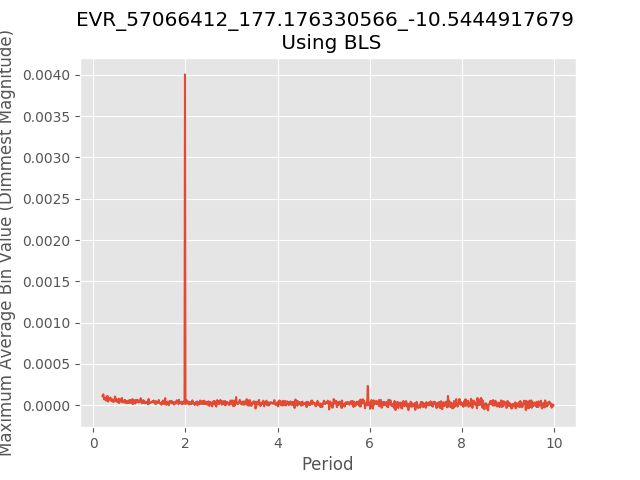 EVR_57066412_177.176330566_-10.5444917679
Using BLS
Maximum Average Bin Value (Dimmest Magnitude)
0.0040
0.0035
0.0030
0.0025
0.0020
0.0015
0.0010
0.0005
0.0000
0 2 4 6 8 10
Period